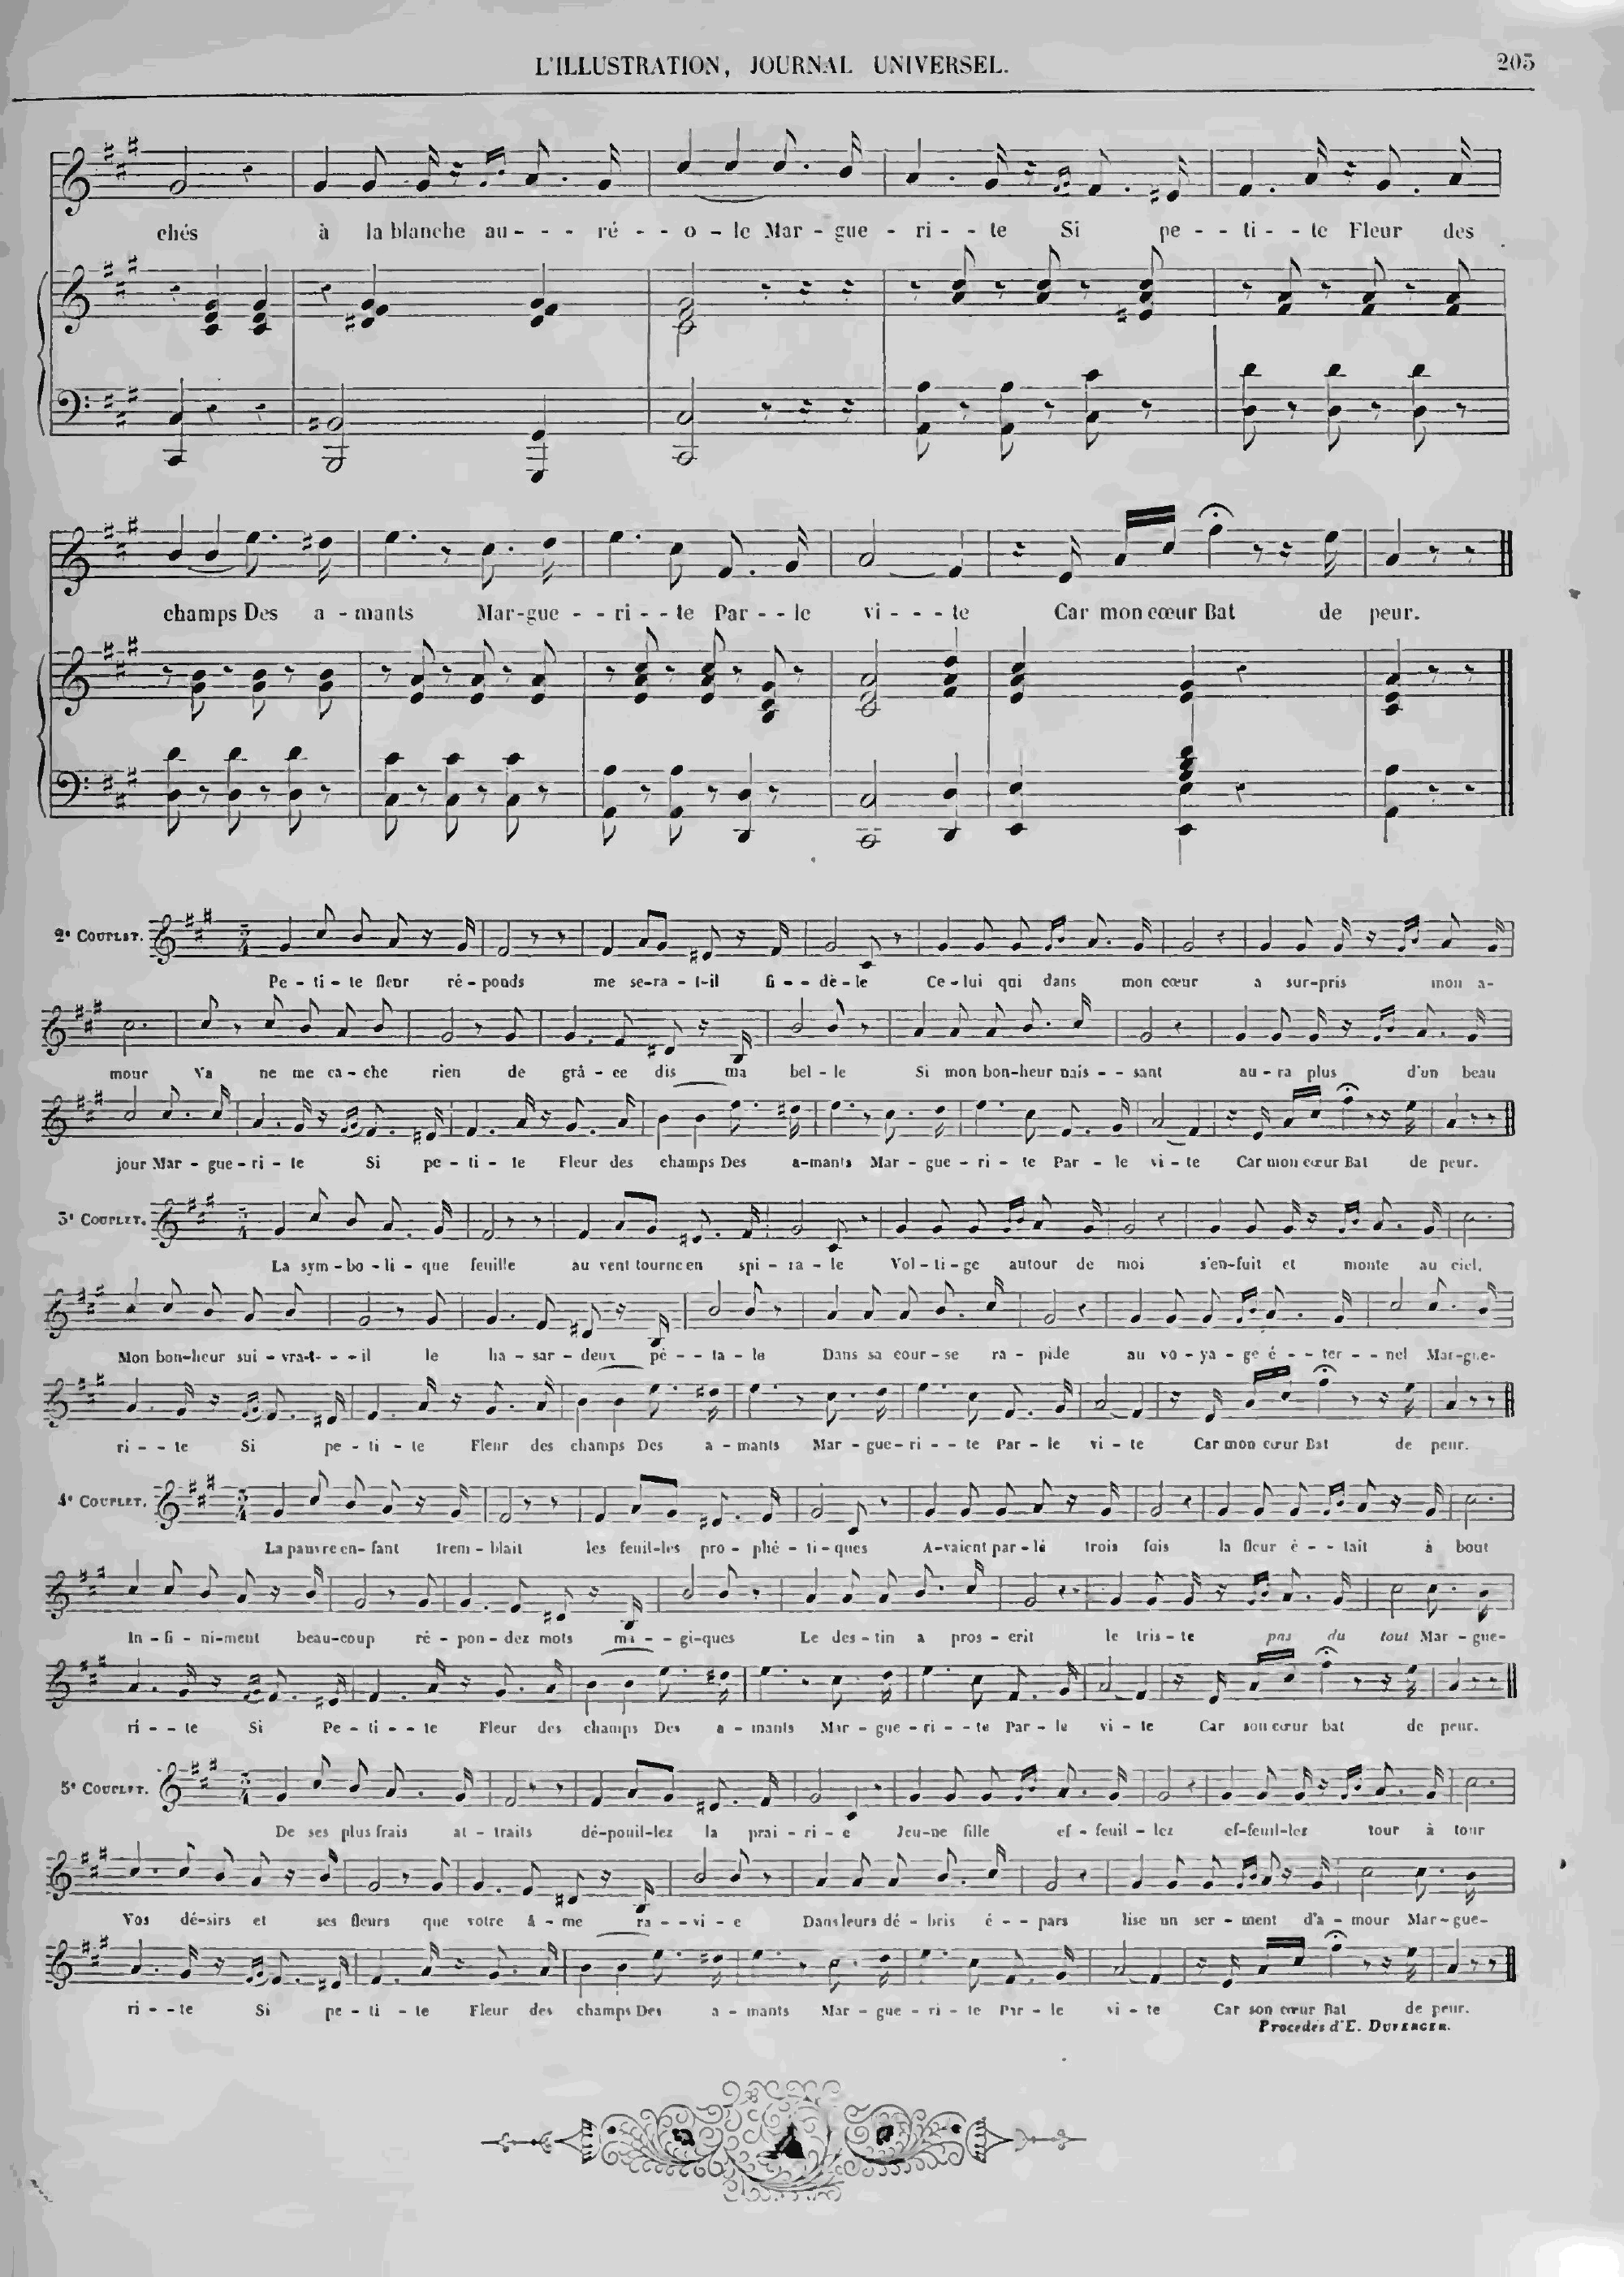 L'ILLUSTRATION, JOURNAL UNIVERSEL. 205
chés à la blanche au - - - ré - - o - le Mar - gue - ri - - te Si pe - - ti - - te Fleur des
champs Des a - mants Mar-gue - - ri - - te Par - - le vi - - - te Car mon cœur Bat de peur.
2e COUPLET.
Pe - ti - te fleur ré - ponds me se-ra - t-il fi - - dè - le Ce - lui qui dans mon cœur a sur-pris mon a-
mour Va ne me ca - che rien de grâ - ce dis ma bel - le Si mon bon-heur nais - - sant au - ra plus d'un beau
jour Mar - gue - ri - te Si pe - ti - te Fleur des champs Des a-mants Mar - gue - ri - te Par - le vi - te Car mon cœur Bat de peur.
3e COUPLET.
La sym - bo - li - que feuille au vent tourne en spi - ra - le Vol - ti - ge autour de moi s'en-fuit et monte au ciel,
Mon bon-heur sui - vra-t- - - il le ha - sar - deux pé - - ta - le Dans sa cour - se ra - pide au vo - ya - ge é - - ter - - nel Mar-gue-
ri - - te Si pe - ti - te Fleur des champs Des a - mants Mar - gue - ri - - te Par - le vi - te Car mon cœur Bat de peur.
4e COUPLET.
La pauvre en- fant trem - blait les feuil-les pro - phé - ti - ques A-vaient par - lé trois fois la fleur é - - tait à bout
In - fi - ni-ment beau-coup ré - pon - dez mots ma - - gi-ques Le des - tin a pros - crit le tris - te pas du tout Mar - gue-
ri - - te Si Pe - ti - - te Fleur des champs Des a - mants Mar - gue - ri - - te Par - le vi - te Car son cœur bat de peur.
5e COUPLET.
De ses plus frais at - traits dé-pouil-lez la prai - ri - e Jeu-ne fille ef - feuil - lez ef-feuil-lez tour à tour
Vos dé-sirs et ses fleurs que votre â - me ra - - vi - e Dans leurs dé - bris é - - pars lise un ser - ment d'a - mour Mar - gue-
ri - - te Si pe - ti - te Fleur des champs Des a - mants Mar - gue - ri - te Par - le vi - te Car son cœur Bat de peur.
Procédés d'E. DUVERGER.